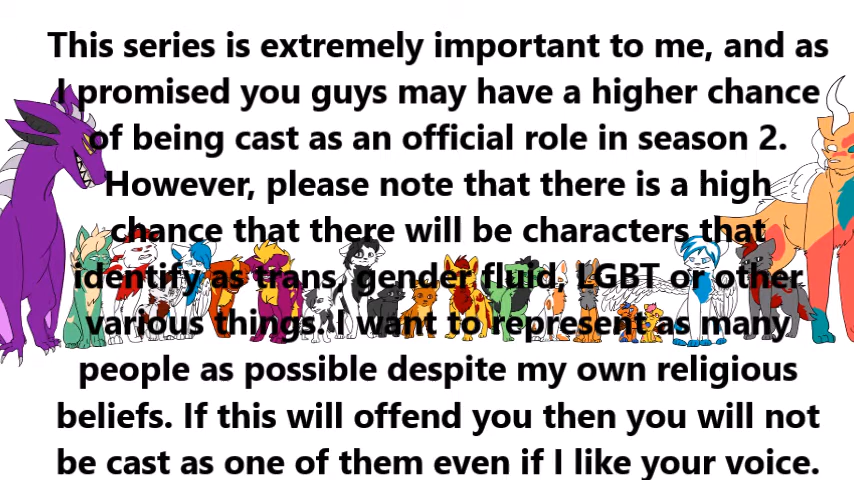 This series is extremely important to me, and as
I promised you guys may have a higher chance
of being cast as an official role in season 2.
However, please note that there is a high
chance that there will be characters that
identify as trans, gender fluid, LGBT or other
various things. I want to represent as many
people as possible despite my own religious
beliefs. If this will offend you then you will not
be cast as one of them even if I like your voice.